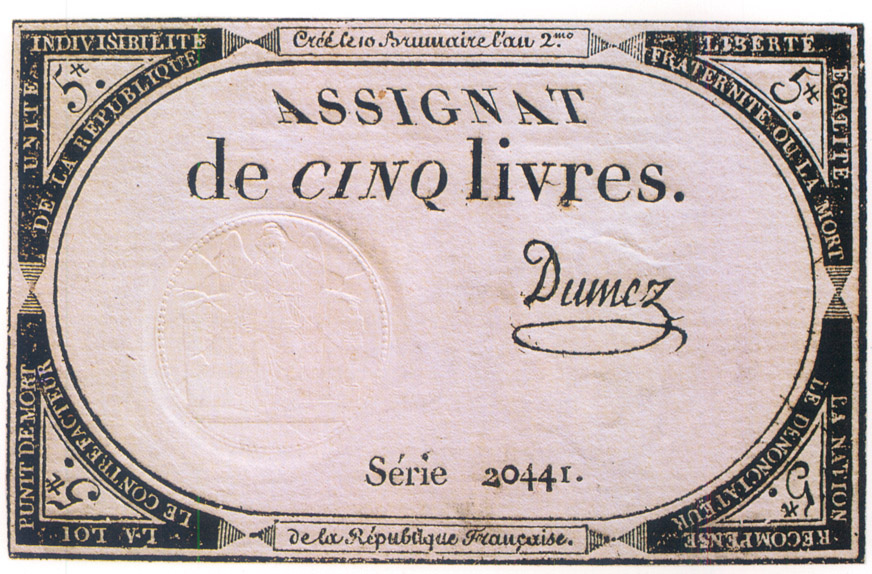 Créé le 10 Brumaire l'an 2.me
UNITÉ INDIVISIBILITÉ
DE LA RÉPUBLIQUE
5₶.
LIBERTÉ EGALITÉ
FRATERNITÉ OU LA MORT
5₶.
ASSIGNAT
de CINQ livres.
Dumez
Série 20441.
LA LOI PUNIT DE MORT
LE CONTREFACTEUR
5₶.
LA NATION RÉCOMPENSE
LE DÉNONCIATEUR
5₶.
de la République Française.